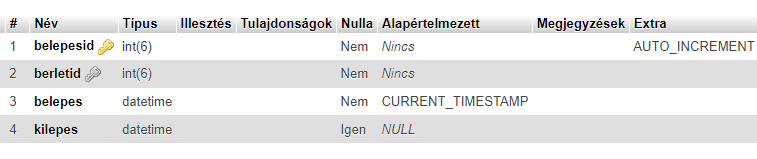 # Név Típus Illesztés Tulajdonságok Nulla Alapértelmezett Megjegyzések Extra
1 belepesid int(6) Nem Nincs AUTO_INCREMENT
2 berletid int(6) Nem Nincs
3 belepes datetime Nem CURRENT_TIMESTAMP
4 kilepes datetime Igen NULL